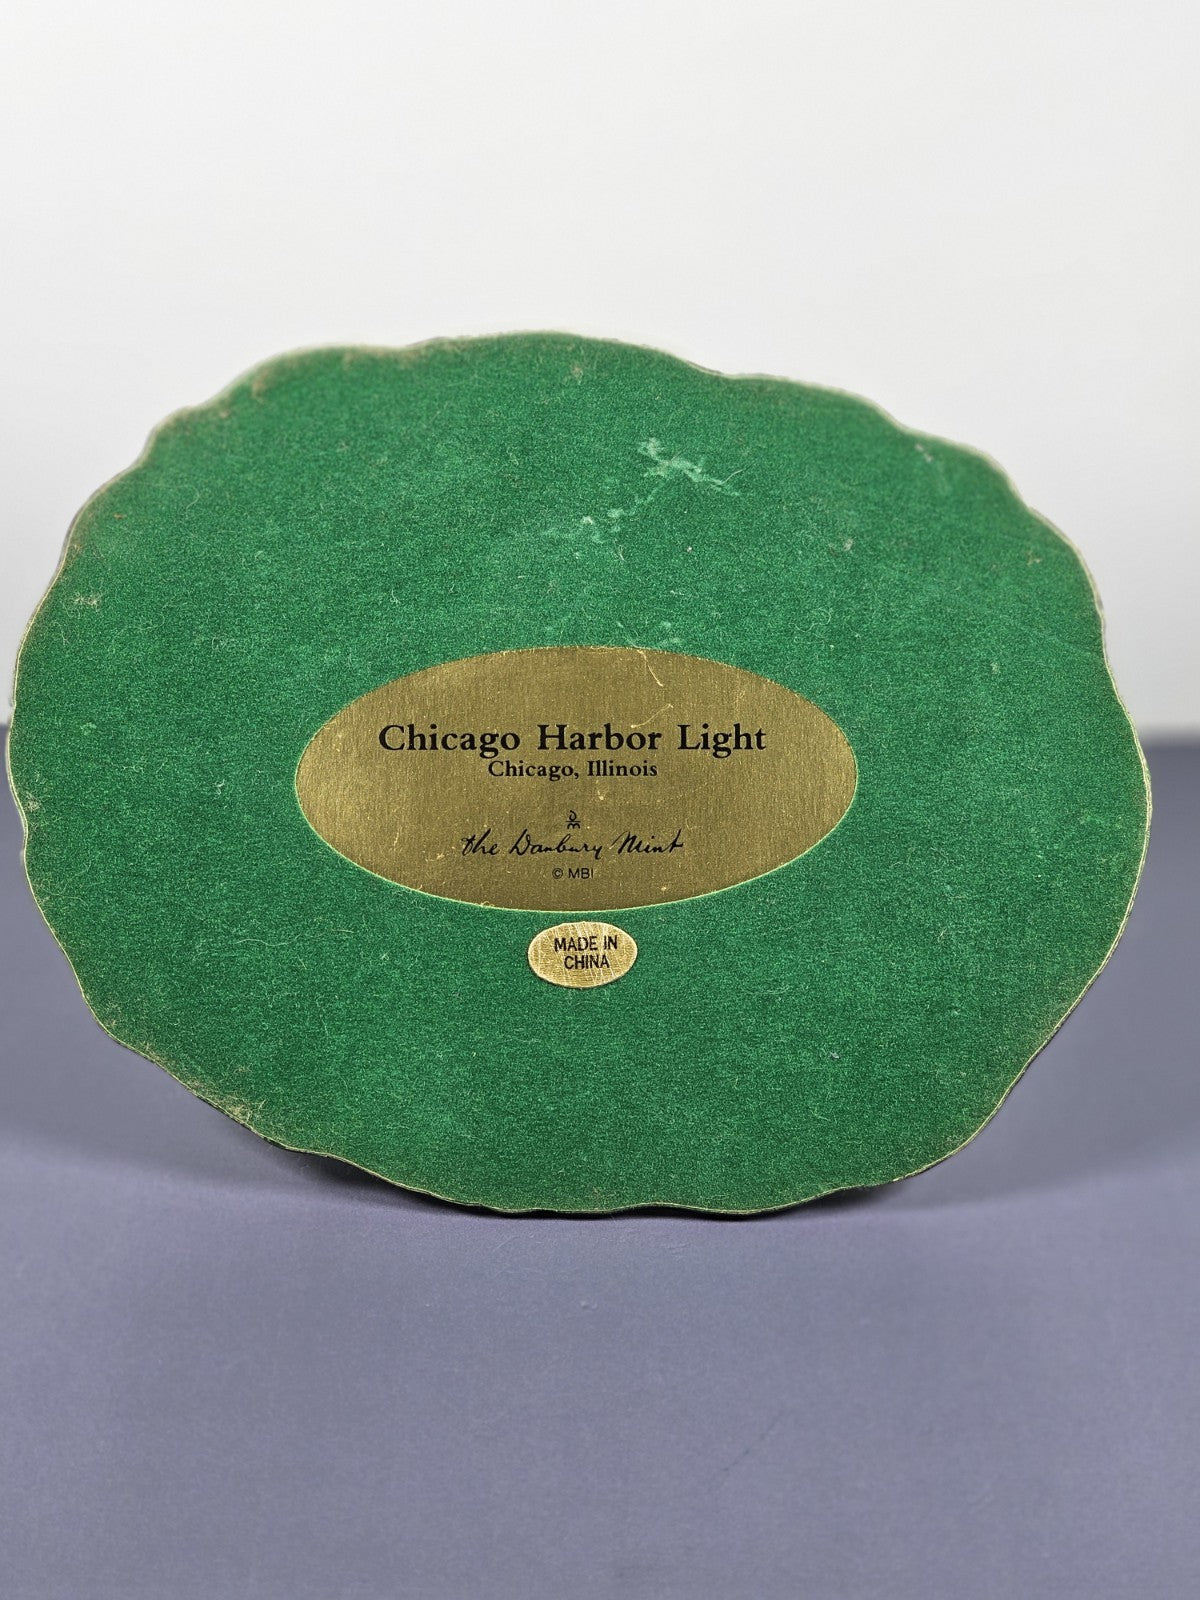 Chicago Harbor Light
Chicago, Illinois
the Danbury Mint
© MBI
MADE IN
CHINA